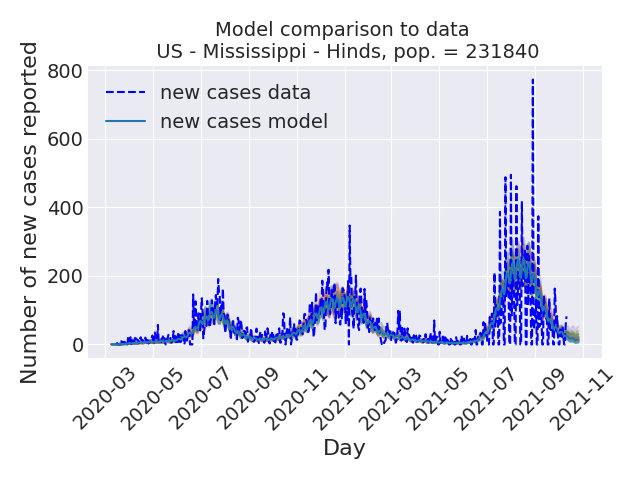 Model comparison to data
US - Mississippi - Hinds, pop. = 231840
Number of new cases reported
800
600
400
200
0
new cases data
new cases model
2020-03
2020-05
2020-07
2020-09
2020-11
2021-01
2021-03
2021-05
2021-07
2021-09
2021-11
Day